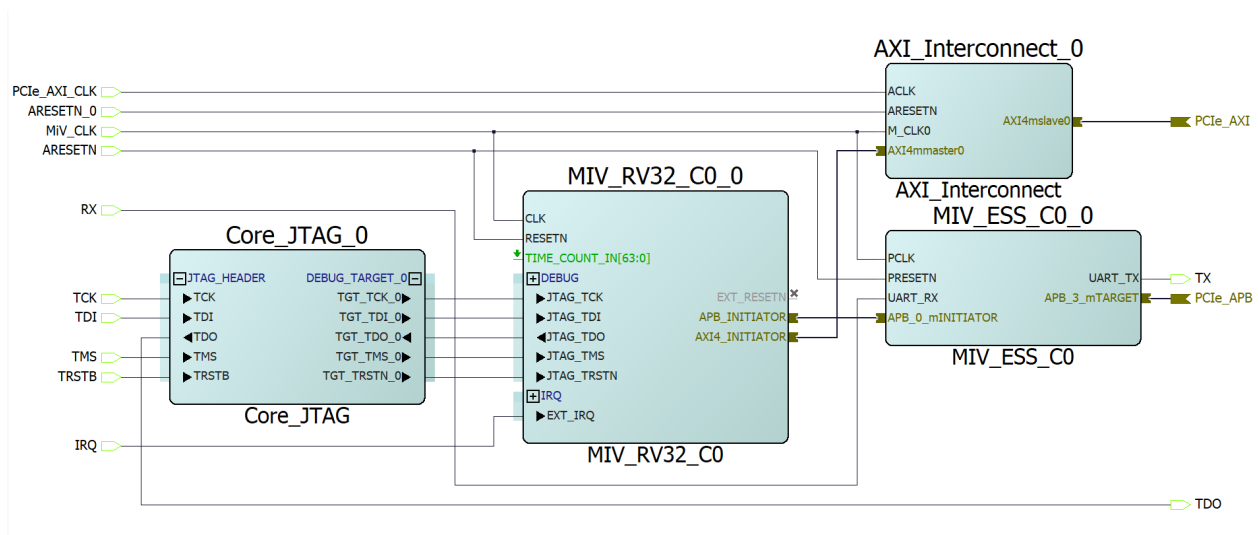 AXI_Interconnect_0
PCIe_AXI_CLK
ARESETN_0
MiV_CLK
ARESETN
ACLK
ARESETN
M_CLK0
AXI4mmaster0
AXI4mslave0
PCIe_AXI
AXI_Interconnect
RX
MIV_RV32_C0_0
CLK
RESETN
TIME_COUNT_IN[63:0]
DEBUG
JTAG_TCK
JTAG_TDI
JTAG_TDO
JTAG_TMS
JTAG_TRSTN
IRQ
EXT_IRQ
EXT_RESETN
APB_INITIATOR
AXI4_INITIATOR
MIV_RV32_C0
MIV_ESS_C0_0
PCLK
PRESETN
UART_RX
APB_0_mINITIATOR
UART_TX
APB_3_mTARGET
TX
PCIe_APB
MIV_ESS_C0
Core_JTAG_0
JTAG_HEADER
DEBUG_TARGET_0
TCK
TCK
TGT_TCK_0
TDI
TDI
TGT_TDI_0
TDO
TGT_TDO_0
TMS
TMS
TGT_TMS_0
TRSTB
TRSTB
TGT_TRSTN_0
Core_JTAG
IRQ
TDO